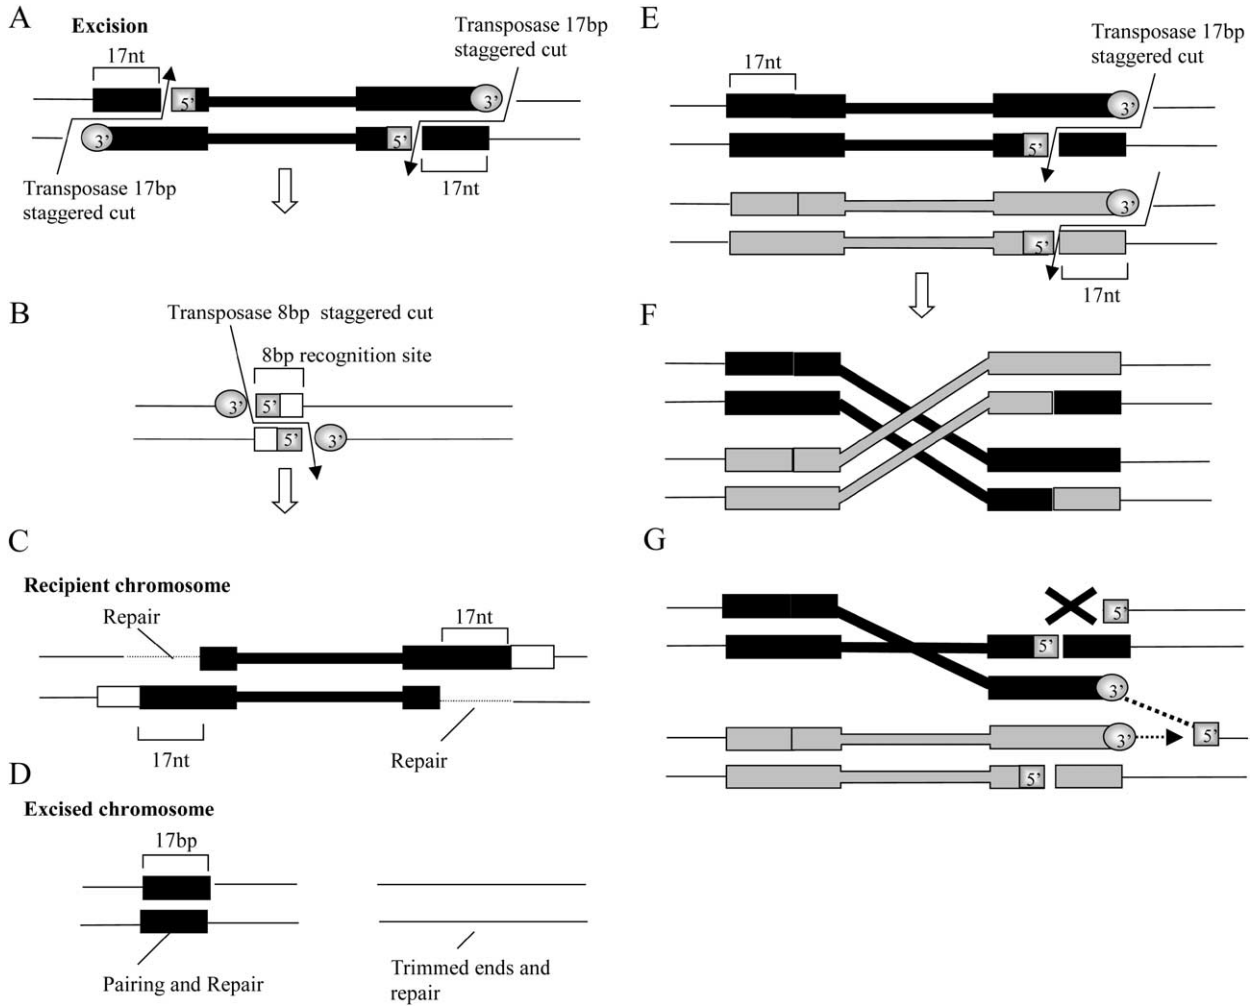 A
Excision
Transposase 17bp
staggered cut
17nt
5'
3'
3'
5'
Transposase 17bp
staggered cut
17nt
B
Transposase 8bp staggered cut
8bp recognition site
3'
5'
5'
3'
C
Recipient chromosome
Repair
17nt
17nt
Repair
D
Excised chromosome
17bp
Pairing and Repair
Trimmed ends and
repair
E
Transposase 17bp
staggered cut
17nt
3'
5'
3'
5'
17nt
F
G
5'
5'
3'
3'
5'
5'